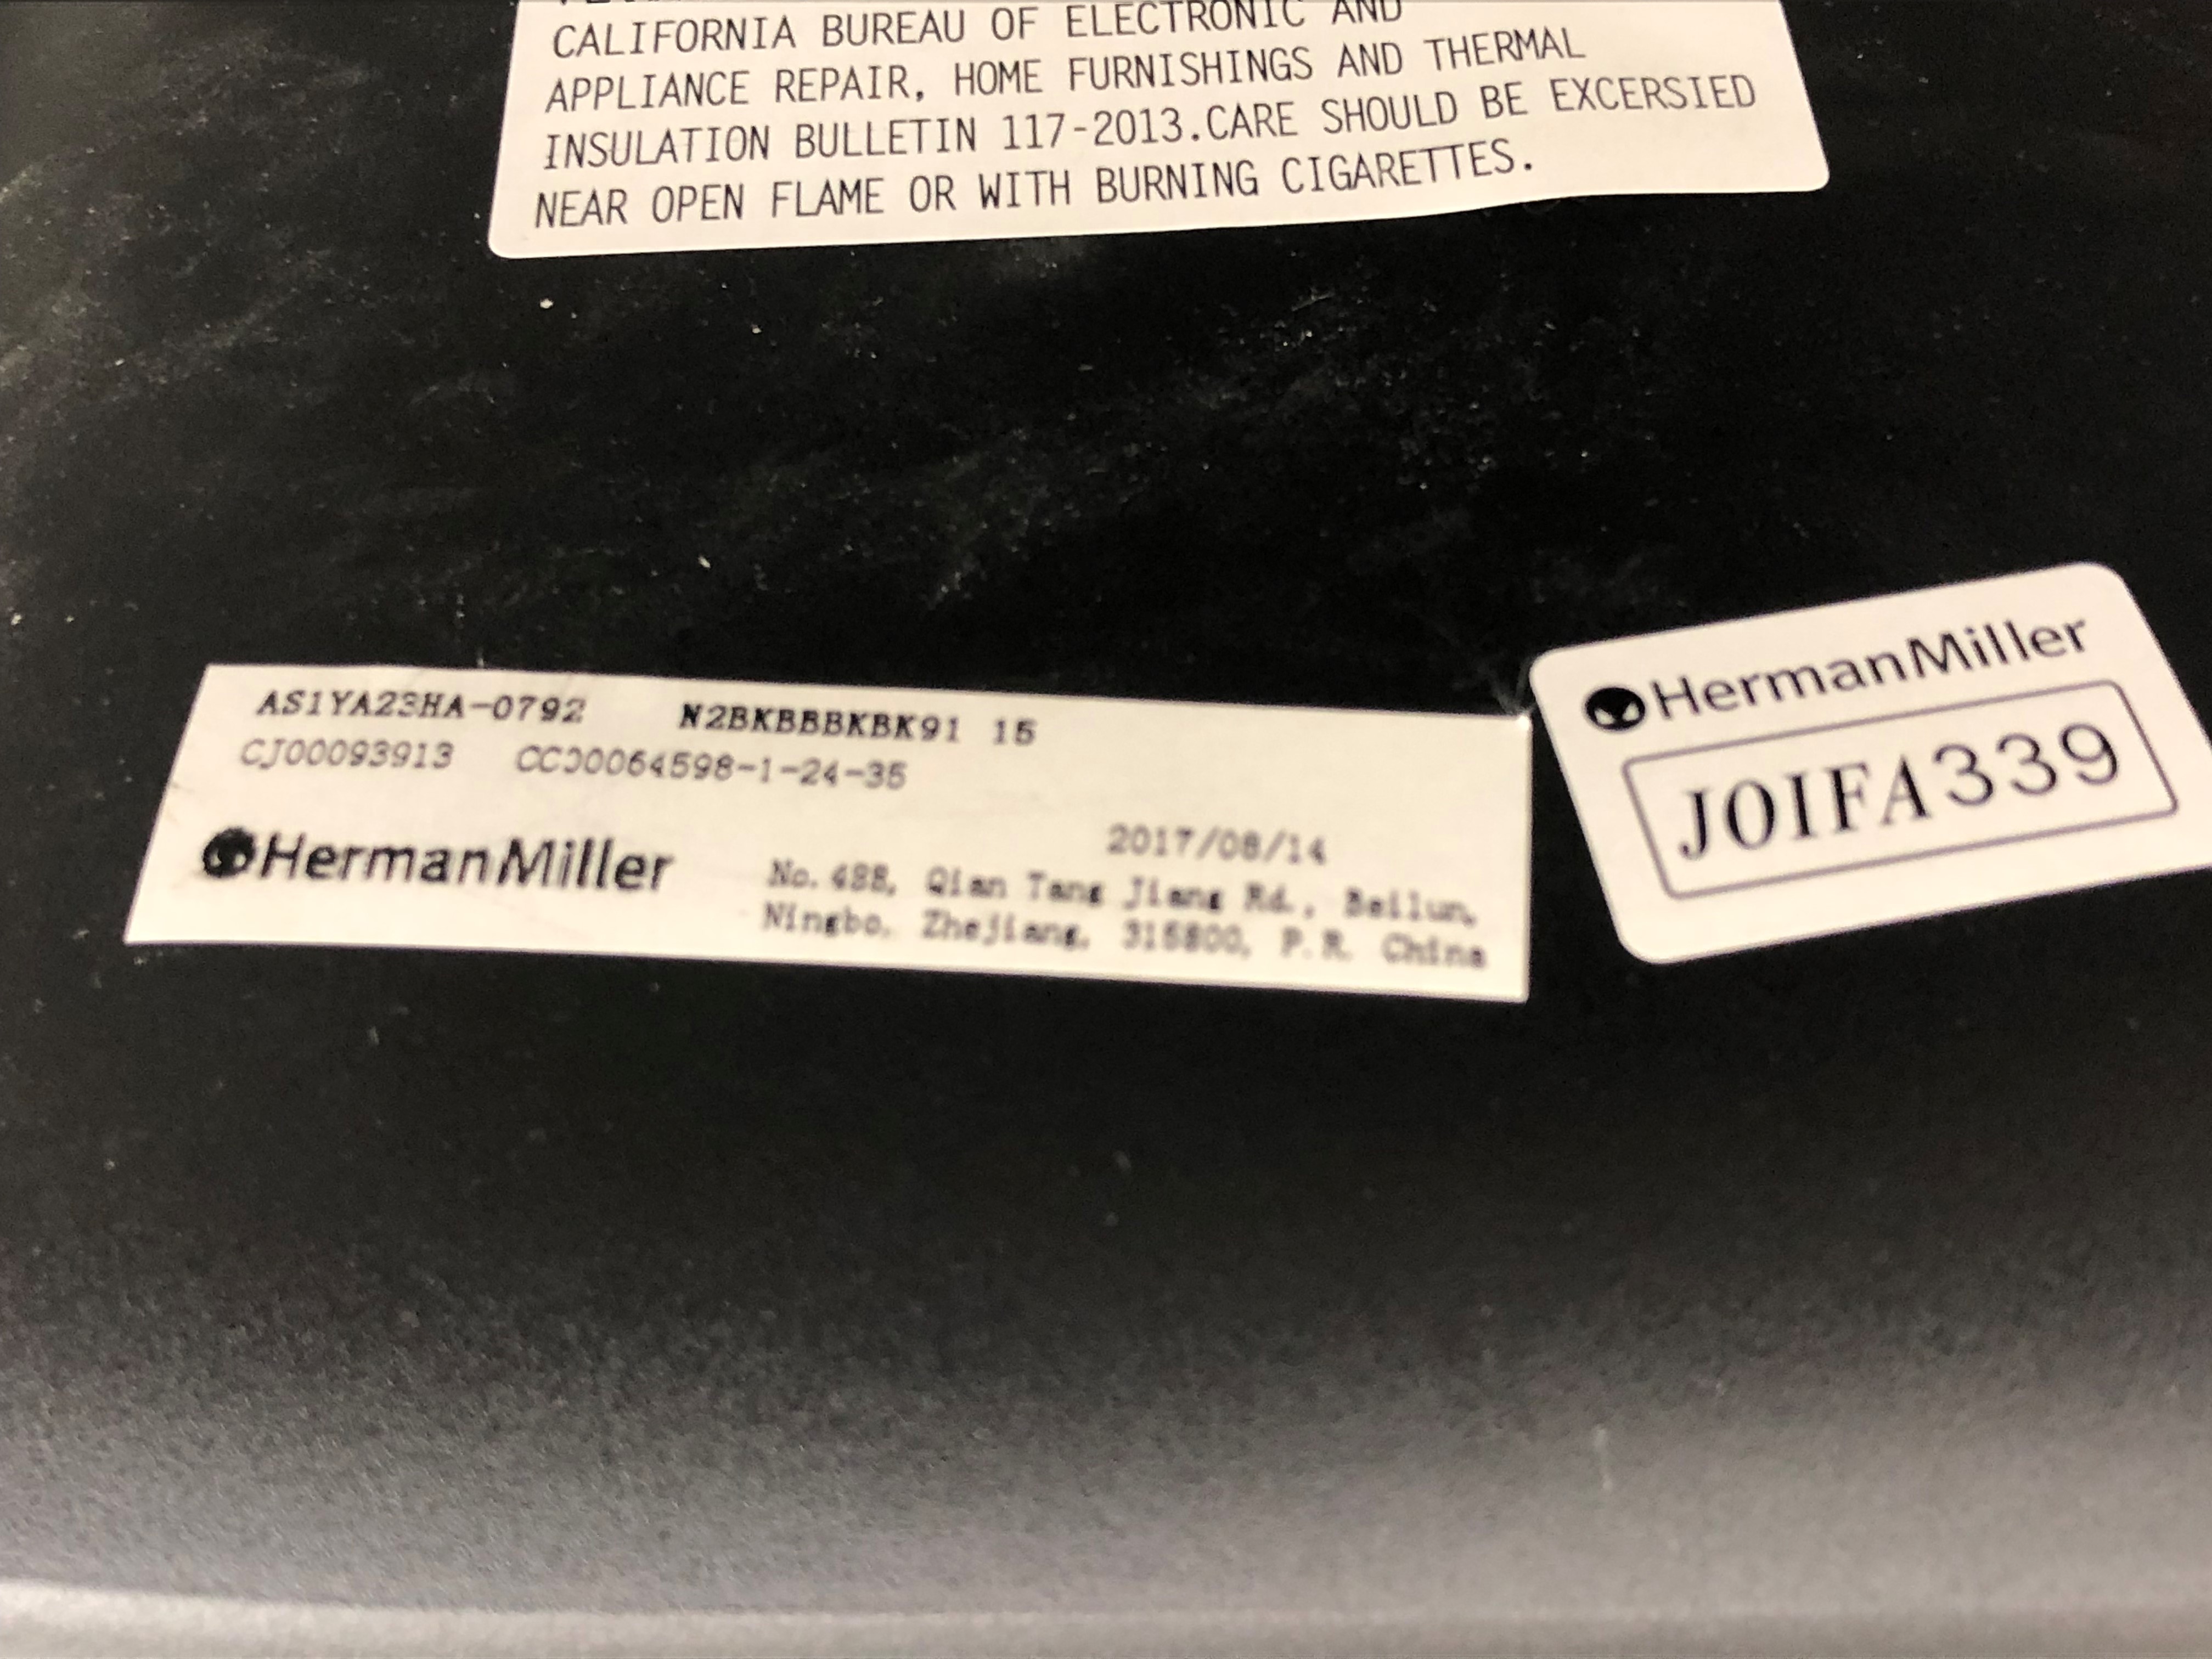 CALIFORNIA BUREAU OF ELECTRONIC AND
APPLIANCE REPAIR, HOME FURNISHINGS AND THERMAL
INSULATION BULLETIN 117-2013.CARE SHOULD BE EXCERSIED
NEAR OPEN FLAME OR WITH BURNING CIGARETTES.
AS1YA23HA-0792 N2BKBBBKBK91 15
CJ00093913 CC00064598-1-24-35
HermanMiller
2017/08/14
No. 488, Qian Tang Jiang Rd., Beilun,
Ningbo, Zhejiang, 315800, P.R. China
HermanMiller
JOIFA339